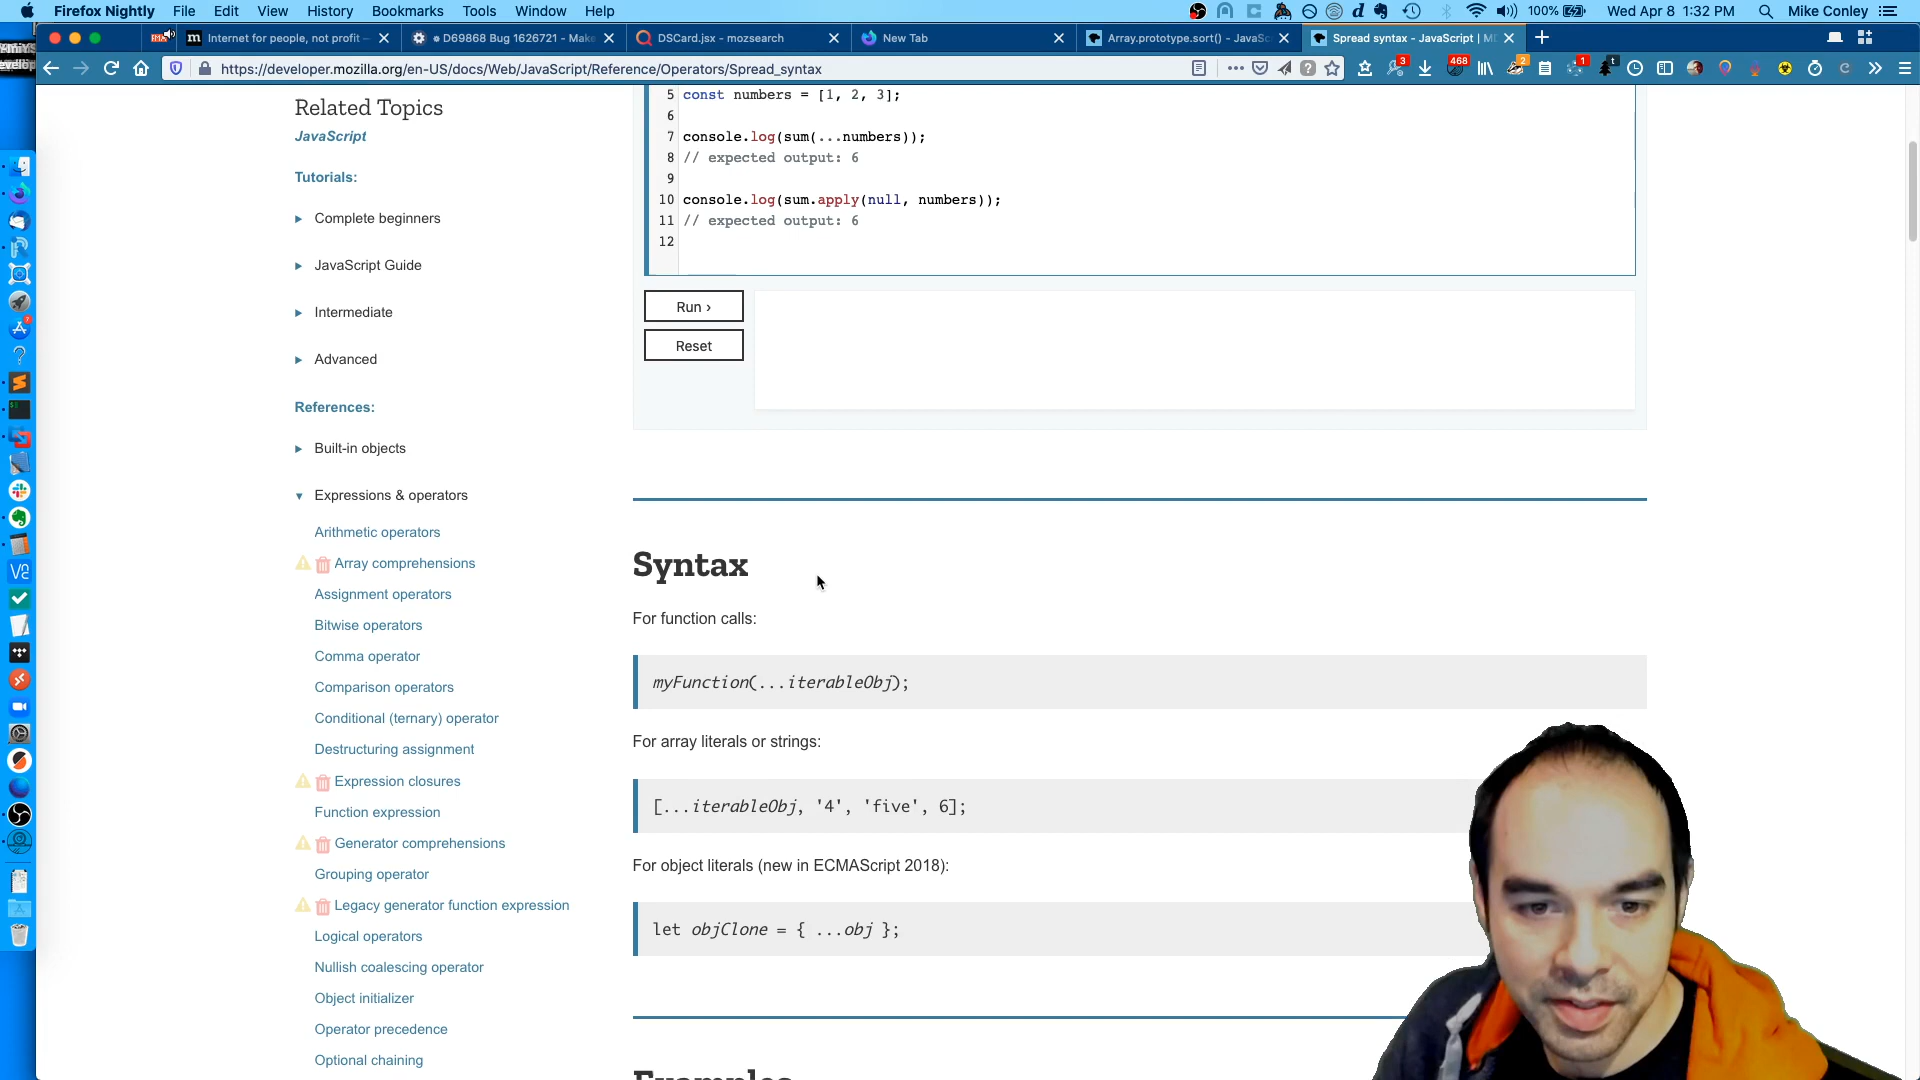 Firefox Nightly File Edit View History Bookmarks Tools Window Help
100% Wed Apr 8 1:32 PM Mike Conley
Internet for people, not profit –
D69868 Bug 1626721 - Make
DSCard.jsx - mozsearch
New Tab
Array.prototype.sort() - JavaSc
Spread syntax - JavaScript | M
https://developer.mozilla.org/en-US/docs/Web/JavaScript/Reference/Operators/Spread_syntax
3
468
2
1
t
Related Topics
JavaScript
Tutorials:
Complete beginners
JavaScript Guide
Intermediate
Advanced
References:
Built-in objects
Expressions & operators
Arithmetic operators
Array comprehensions
Assignment operators
Bitwise operators
Comma operator
Comparison operators
Conditional (ternary) operator
Destructuring assignment
Expression closures
Function expression
Generator comprehensions
Grouping operator
Legacy generator function expression
Logical operators
Nullish coalescing operator
Object initializer
Operator precedence
Optional chaining
5 const numbers = [1, 2, 3];
6
7 console.log(sum(...numbers));
8 // expected output: 6
9
10 console.log(sum.apply(null, numbers));
11 // expected output: 6
12
Run ›
Reset
Syntax
For function calls:
myFunction(...iterableObj);
For array literals or strings:
[...iterableObj, '4', 'five', 6];
For object literals (new in ECMAScript 2018):
let objClone = { ...obj };
Examples